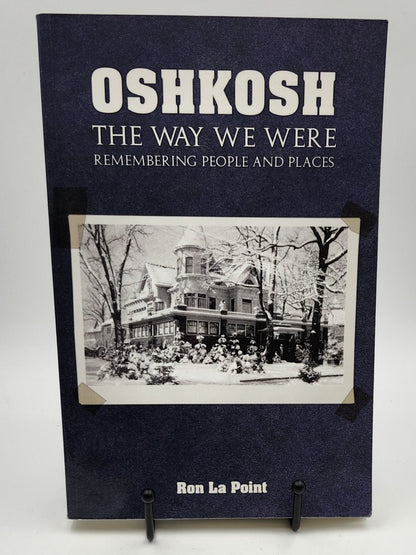 OSHKOSH
THE WAY WE WERE
REMEMBERING PEOPLE AND PLACES
Ron La Point